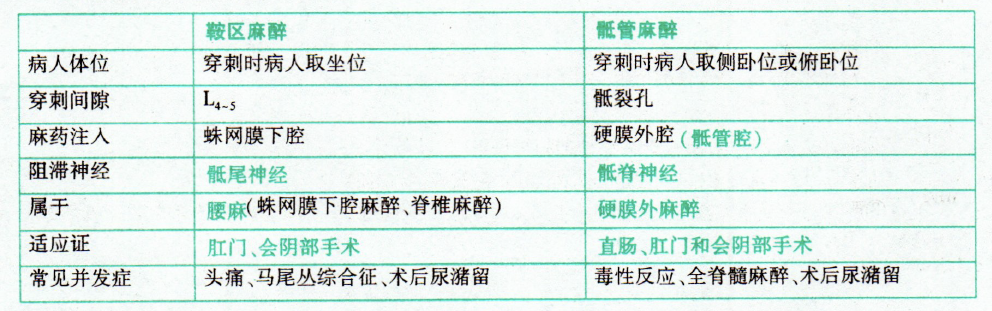 鞍区麻醉 骶管麻醉
病人体位 穿刺时病人取坐位 穿刺时病人取侧卧位或俯卧位
穿刺间隙 L4~5 骶裂孔
麻药注入 蛛网膜下腔 硬膜外腔(骶管腔)
阻滞神经 骶尾神经 骶脊神经
属于 腰麻(蛛网膜下腔麻醉、脊椎麻醉) 硬膜外麻醉
适应证 肛门、会阴部手术 直肠、肛门和会阴部手术
常见并发症 头痛、马尾丛综合征、术后尿潴留 毒性反应、全脊髓麻醉、术后尿潴留